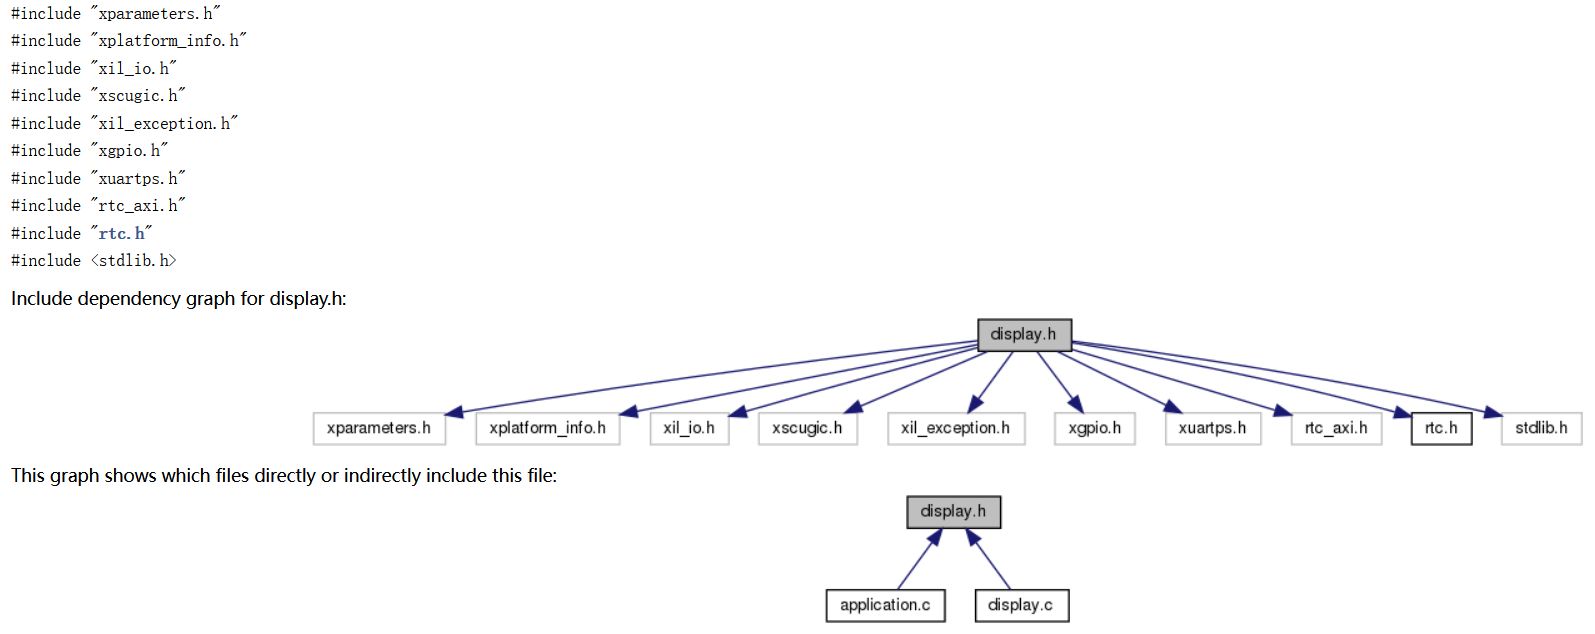 #include "xparameters.h"
#include "xplatform_info.h"
#include "xil_io.h"
#include "xscugic.h"
#include "xil_exception.h"
#include "xgpio.h"
#include "xuartps.h"
#include "rtc_axi.h"
#include "rtc.h"
#include <stdlib.h>
Include dependency graph for display.h:
display.h
xparameters.h xplatform_info.h xil_io.h xscugic.h xil_exception.h xgpio.h xuartps.h rtc_axi.h rtc.h stdlib.h
This graph shows which files directly or indirectly include this file:
display.h
application.c display.c